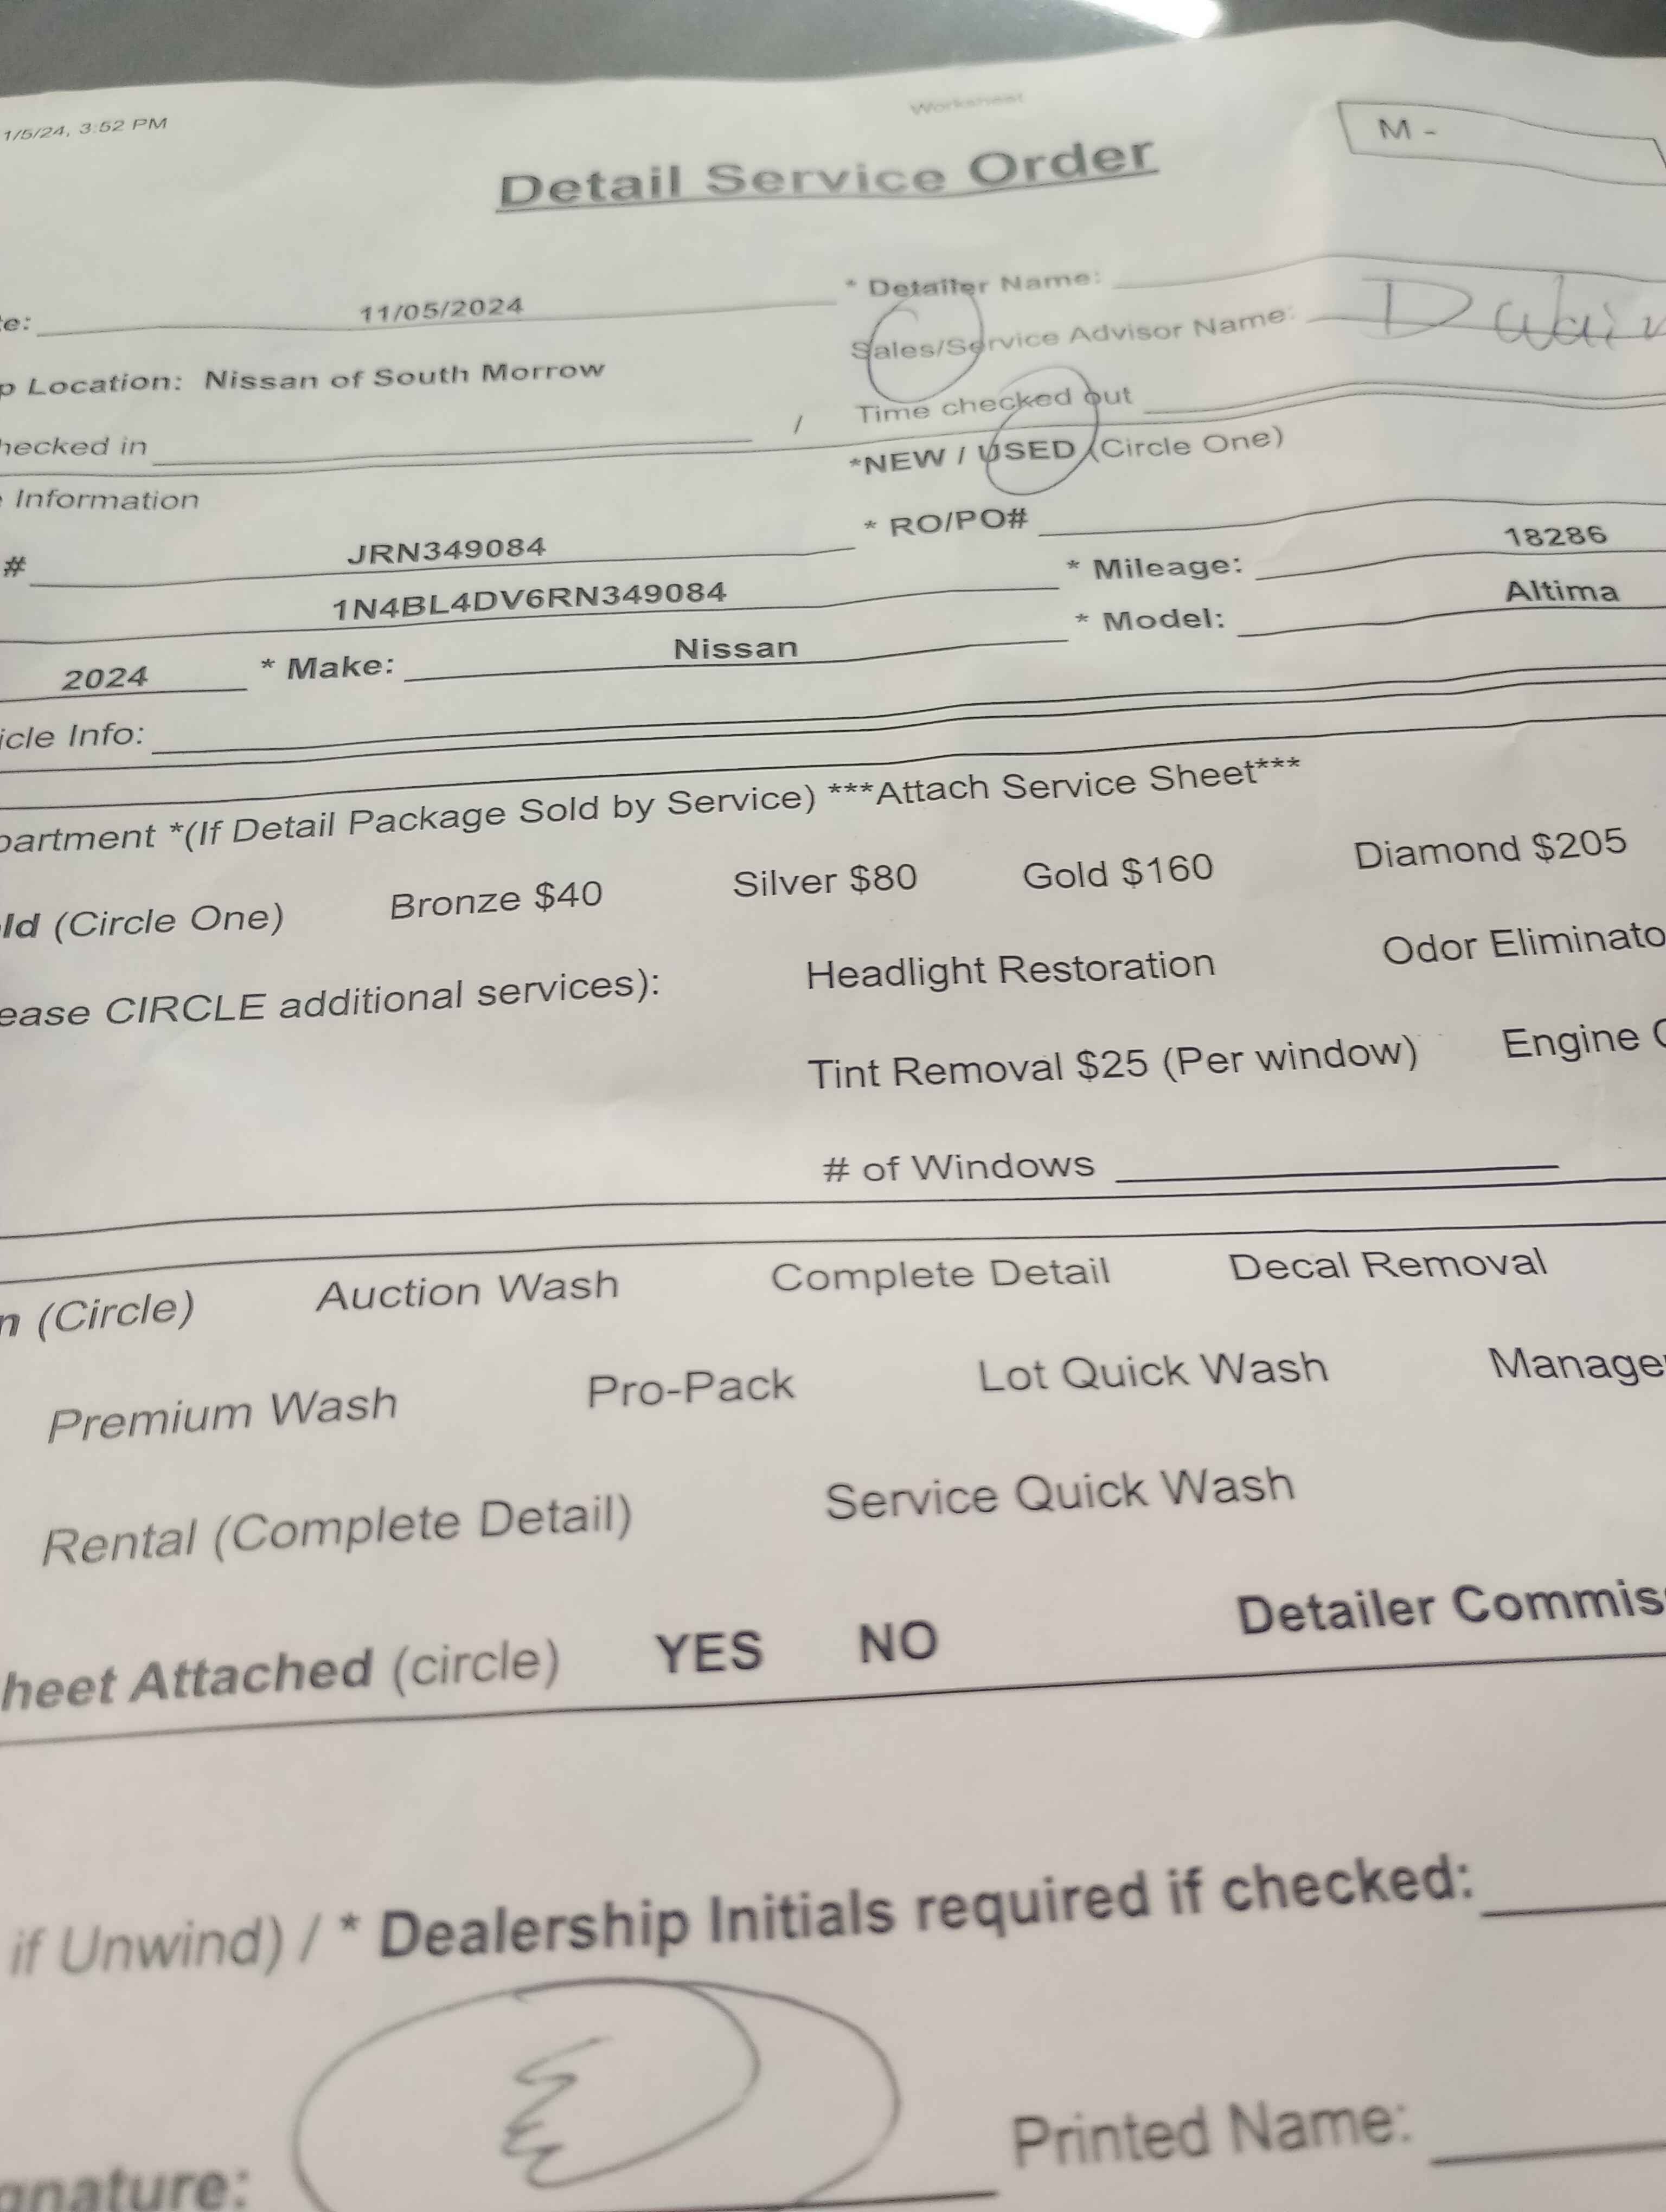 1/5/24, 3:52 PM
Worksheet
M -
Detail Service Order
te: 11/05/2024
* Detailer Name:
p Location: Nissan of South Morrow
Sales/Service Advisor Name:
hecked in /
Time checked out
*NEW / USED (Circle One)
Information
# JRN349084
* RO/PO#
1N4BL4DV6RN349084
* Mileage: 18286
2024 * Make: Nissan
* Model: Altima
icle Info:
partment *(If Detail Package Sold by Service) ***Attach Service Sheet***
ld (Circle One) Bronze $40 Silver $80 Gold $160 Diamond $205
ease CIRCLE additional services): Headlight Restoration Odor Eliminato
Tint Removal $25 (Per window) Engine C
# of Windows
n (Circle) Auction Wash Complete Detail Decal Removal
Premium Wash Pro-Pack Lot Quick Wash Manage
Rental (Complete Detail) Service Quick Wash
heet Attached (circle) YES NO Detailer Commis
if Unwind) / * Dealership Initials required if checked:
gnature: Printed Name: